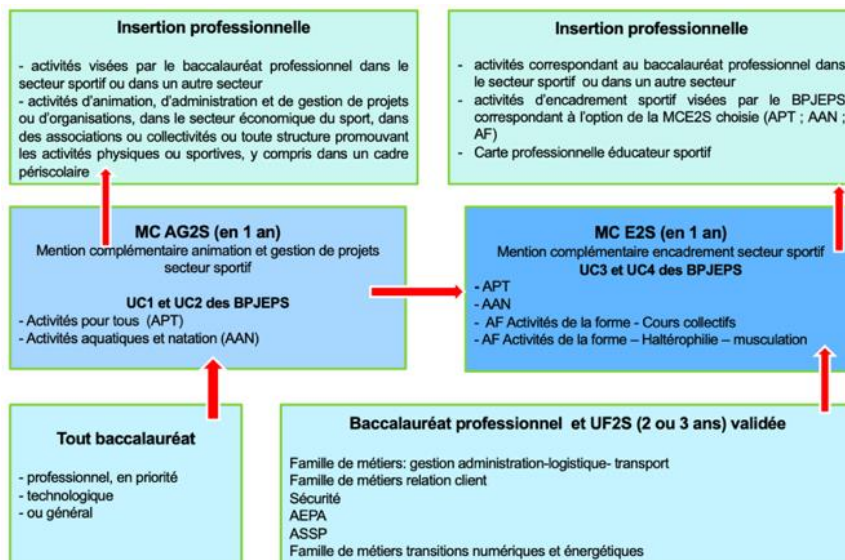 Insertion professionnelle
- activités visées par le baccalauréat professionnel dans le
secteur sportif ou dans un autre secteur
- activités d'animation, d'administration et de gestion de projets
ou d'organisations, dans le secteur économique du sport, dans
des associations ou collectivités ou toute structure promouvant
les activités physiques ou sportives, y compris dans un cadre
périscolaire
Insertion professionnelle
- activités correspondant au baccalauréat professionnel dans
le secteur sportif ou dans un autre secteur
- activités d'encadrement sportif visées par le BPJEPS
correspondant à l'option de la MCE2S choisie (APT ; AAN ;
AF)
- Carte professionnelle éducateur sportif
MC AG2S (en 1 an)
Mention complémentaire animation et gestion de projets
secteur sportif
UC1 et UC2 des BPJEPS
- Activités pour tous (APT)
- Activités aquatiques et natation (AAN)
MC E2S (en 1 an)
Mention complémentaire encadrement secteur sportif
UC3 et UC4 des BPJEPS
- APT
- AAN
- AF Activités de la forme - Cours collectifs
- AF Activités de la forme – Haltérophilie – musculation
Tout baccalauréat
- professionnel, en priorité
- technologique
- ou général
Baccalauréat professionnel et UF2S (2 ou 3 ans) validée
Famille de métiers: gestion administration-logistique- transport
Famille de métiers relation client
Sécurité
AEPA
ASSP
Famille de métiers transitions numériques et énergétiques